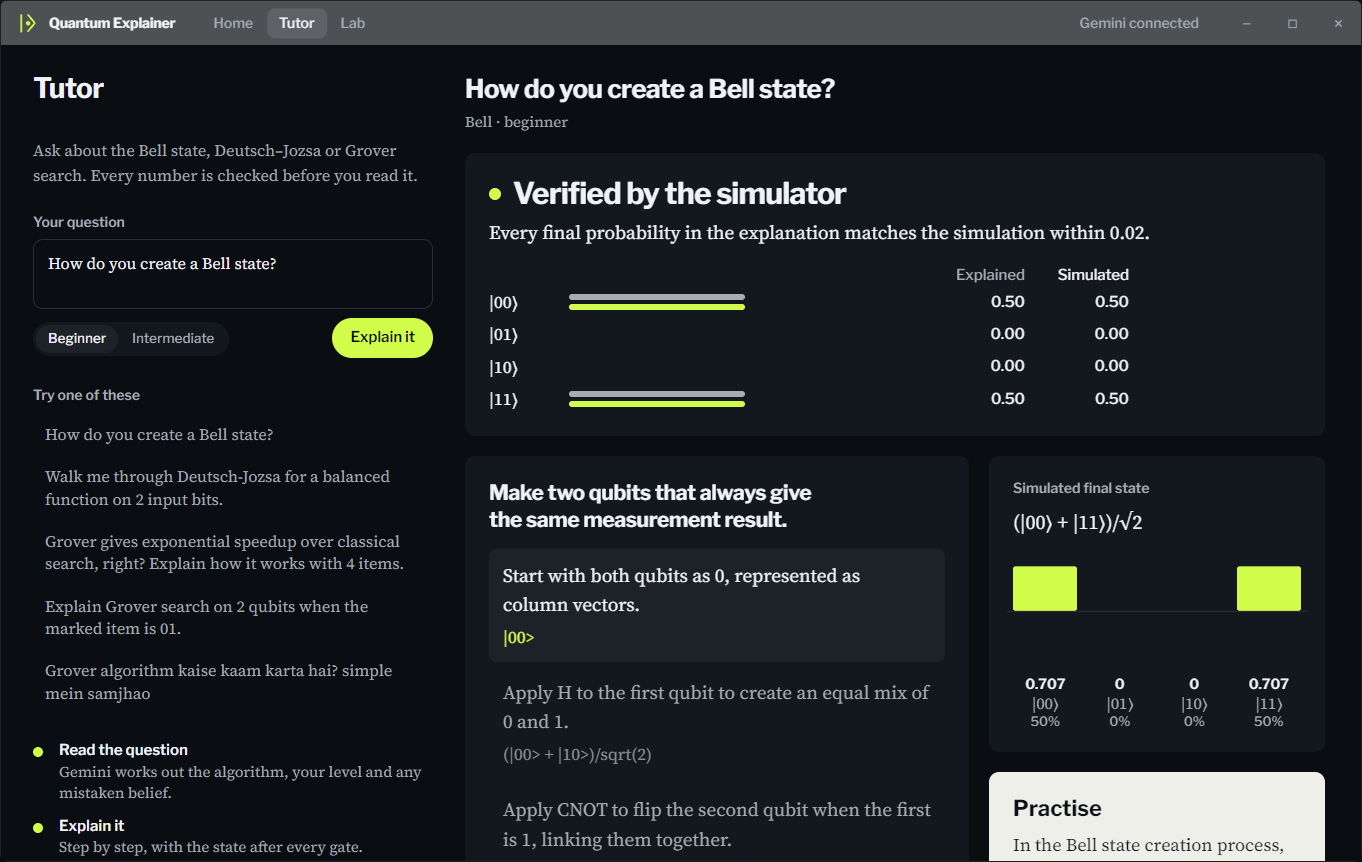 Quantum Explainer Home Tutor Lab Gemini connected
Tutor
Ask about the Bell state, Deutsch–Jozsa or Grover
search. Every number is checked before you read it.
Your question
How do you create a Bell state?
Beginner Intermediate Explain it
Try one of these
How do you create a Bell state?
Walk me through Deutsch-Jozsa for a balanced
function on 2 input bits.
Grover gives exponential speedup over classical
search, right? Explain how it works with 4 items.
Explain Grover search on 2 qubits when the
marked item is 01.
Grover algorithm kaise kaam karta hai? simple
mein samjhao
Read the question
Gemini works out the algorithm, your level and any
mistaken belief.
Explain it
Step by step, with the state after every gate.
How do you create a Bell state?
Bell · beginner
Verified by the simulator
Every final probability in the explanation matches the simulation within 0.02.
Explained Simulated
|00⟩ 0.50 0.50
|01⟩ 0.00 0.00
|10⟩ 0.00 0.00
|11⟩ 0.50 0.50
Make two qubits that always give
the same measurement result.
Start with both qubits as 0, represented as
column vectors.
|00>
Apply H to the first qubit to create an equal mix of
0 and 1.
(|00> + |10>)/sqrt(2)
Apply CNOT to flip the second qubit when the first
is 1, linking them together.
Simulated final state
(|00⟩ + |11⟩)/√2
0.707 0 0 0.707
|00⟩ |01⟩ |10⟩ |11⟩
50% 0% 0% 50%
Practise
In the Bell state creation process,